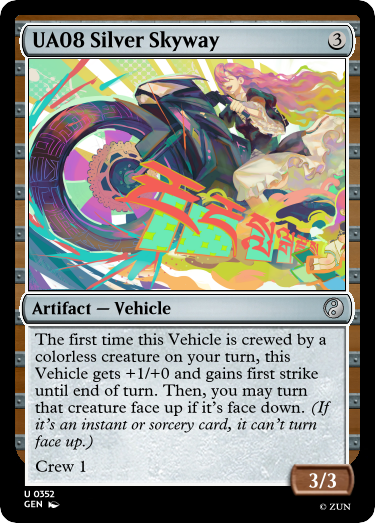 UA08 Silver Skyway
3
Artifact — Vehicle
The first time this Vehicle is crewed by a
colorless creature on your turn, this
Vehicle gets +1/+0 and gains first strike
until end of turn. Then, you may turn
that creature face up if it's face down. (If
it's an instant or sorcery card, it can't turn
face up.)
Crew 1
3/3
U 0352
GEN
© ZUN